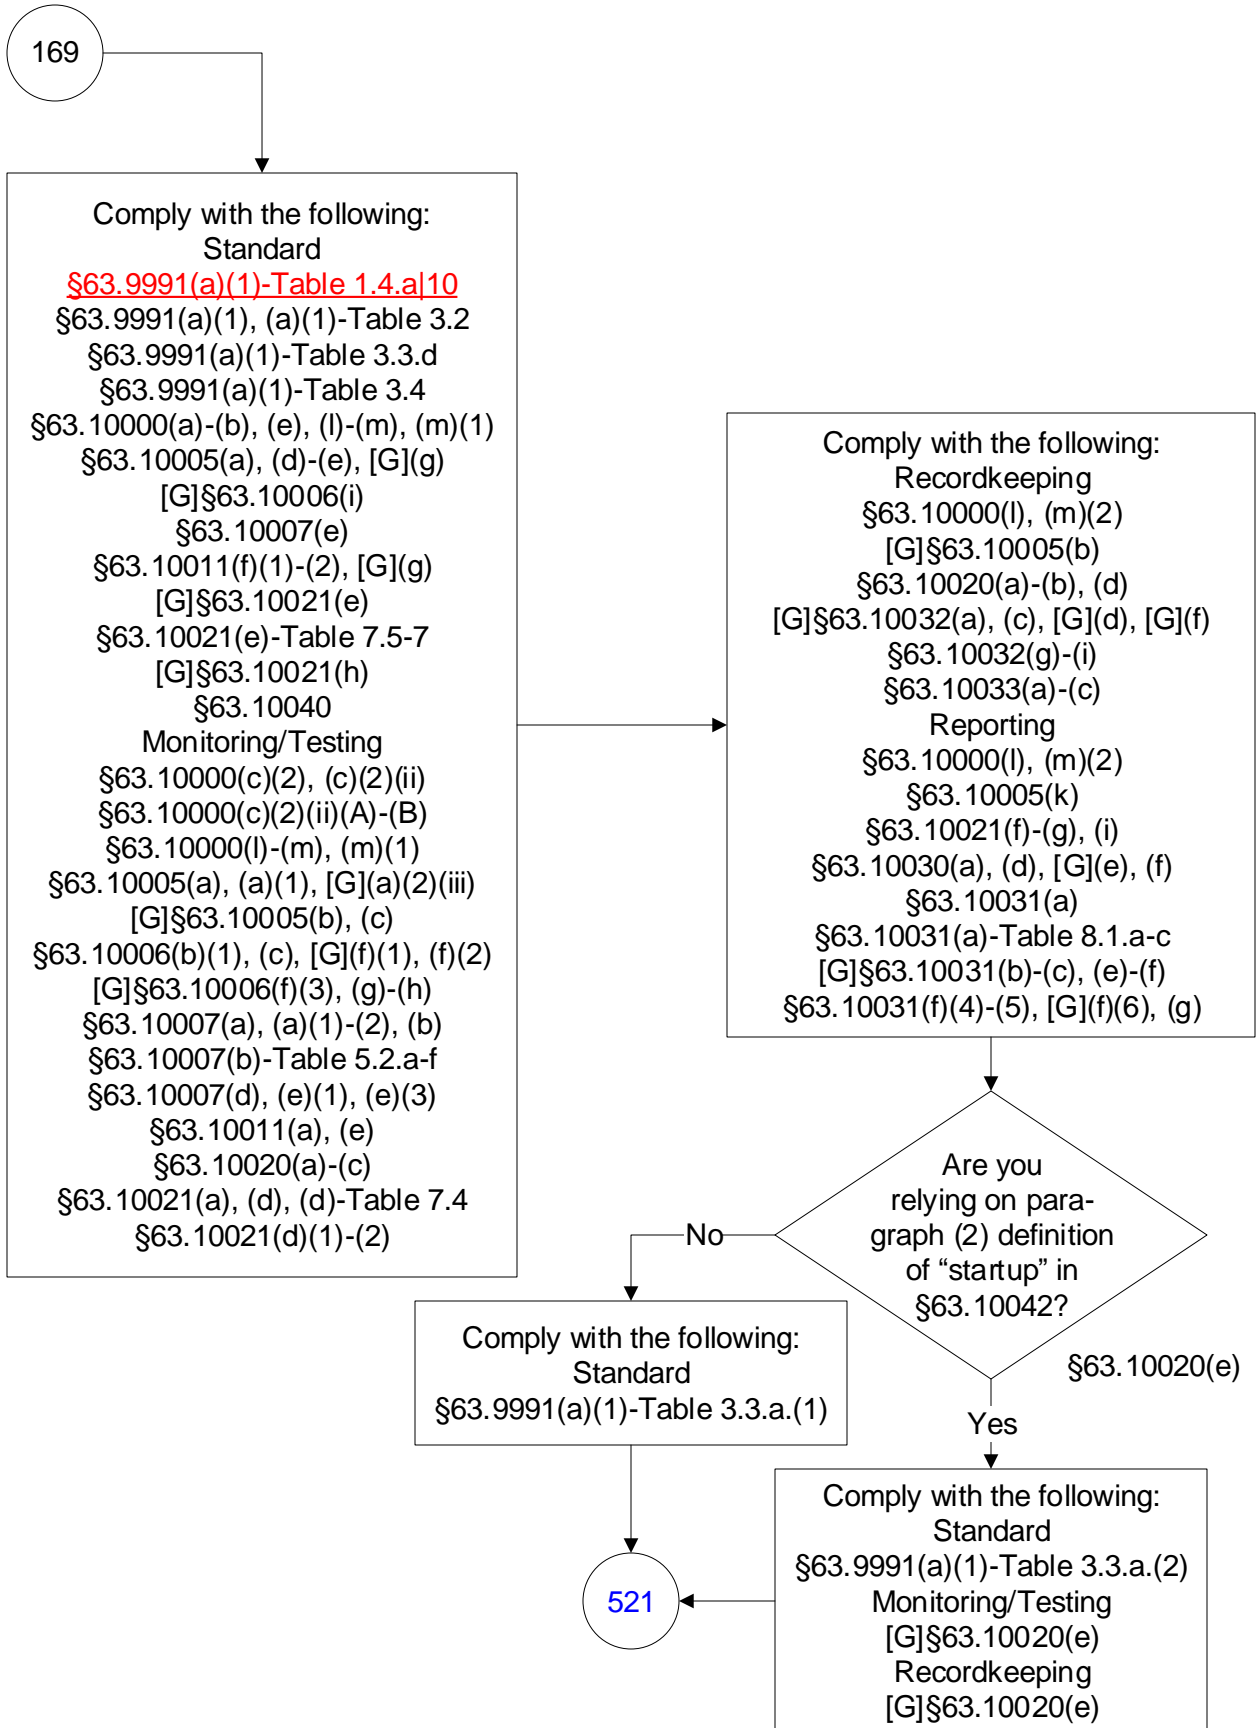 169
Comply with the following:
Standard
§63.9991(a)(1)-Table 1.4.a|10
§63.9991(a)(1), (a)(1)-Table 3.2
§63.9991(a)(1)-Table 3.3.d
§63.9991(a)(1)-Table 3.4
§63.10000(a)-(b), (e), (l)-(m), (m)(1)
§63.10005(a), (d)-(e), [G](g)
[G]§63.10006(i)
§63.10007(e)
§63.10011(f)(1)-(2), [G](g)
[G]§63.10021(e)
§63.10021(e)-Table 7.5-7
[G]§63.10021(h)
§63.10040
Monitoring/Testing
§63.10000(c)(2), (c)(2)(ii)
§63.10000(c)(2)(ii)(A)-(B)
§63.10000(l)-(m), (m)(1)
§63.10005(a), (a)(1), [G](a)(2)(iii)
[G]§63.10005(b), (c)
§63.10006(b)(1), (c), [G](f)(1), (f)(2)
[G]§63.10006(f)(3), (g)-(h)
§63.10007(a), (a)(1)-(2), (b)
§63.10007(b)-Table 5.2.a-f
§63.10007(d), (e)(1), (e)(3)
§63.10011(a), (e)
§63.10020(a)-(c)
§63.10021(a), (d), (d)-Table 7.4
§63.10021(d)(1)-(2)
Comply with the following:
Recordkeeping
§63.10000(l), (m)(2)
[G]§63.10005(b)
§63.10020(a)-(b), (d)
[G]§63.10032(a), (c), [G](d), [G](f)
§63.10032(g)-(i)
§63.10033(a)-(c)
Reporting
§63.10000(l), (m)(2)
§63.10005(k)
§63.10021(f)-(g), (i)
§63.10030(a), (d), [G](e), (f)
§63.10031(a)
§63.10031(a)-Table 8.1.a-c
[G]§63.10031(b)-(c), (e)-(f)
§63.10031(f)(4)-(5), [G](f)(6), (g)
Are you
relying on para-
graph (2) definition
of “startup” in
§63.10042?
§63.10020(e)
No
Comply with the following:
Standard
§63.9991(a)(1)-Table 3.3.a.(1)
Yes
Comply with the following:
Standard
§63.9991(a)(1)-Table 3.3.a.(2)
Monitoring/Testing
[G]§63.10020(e)
Recordkeeping
[G]§63.10020(e)
521